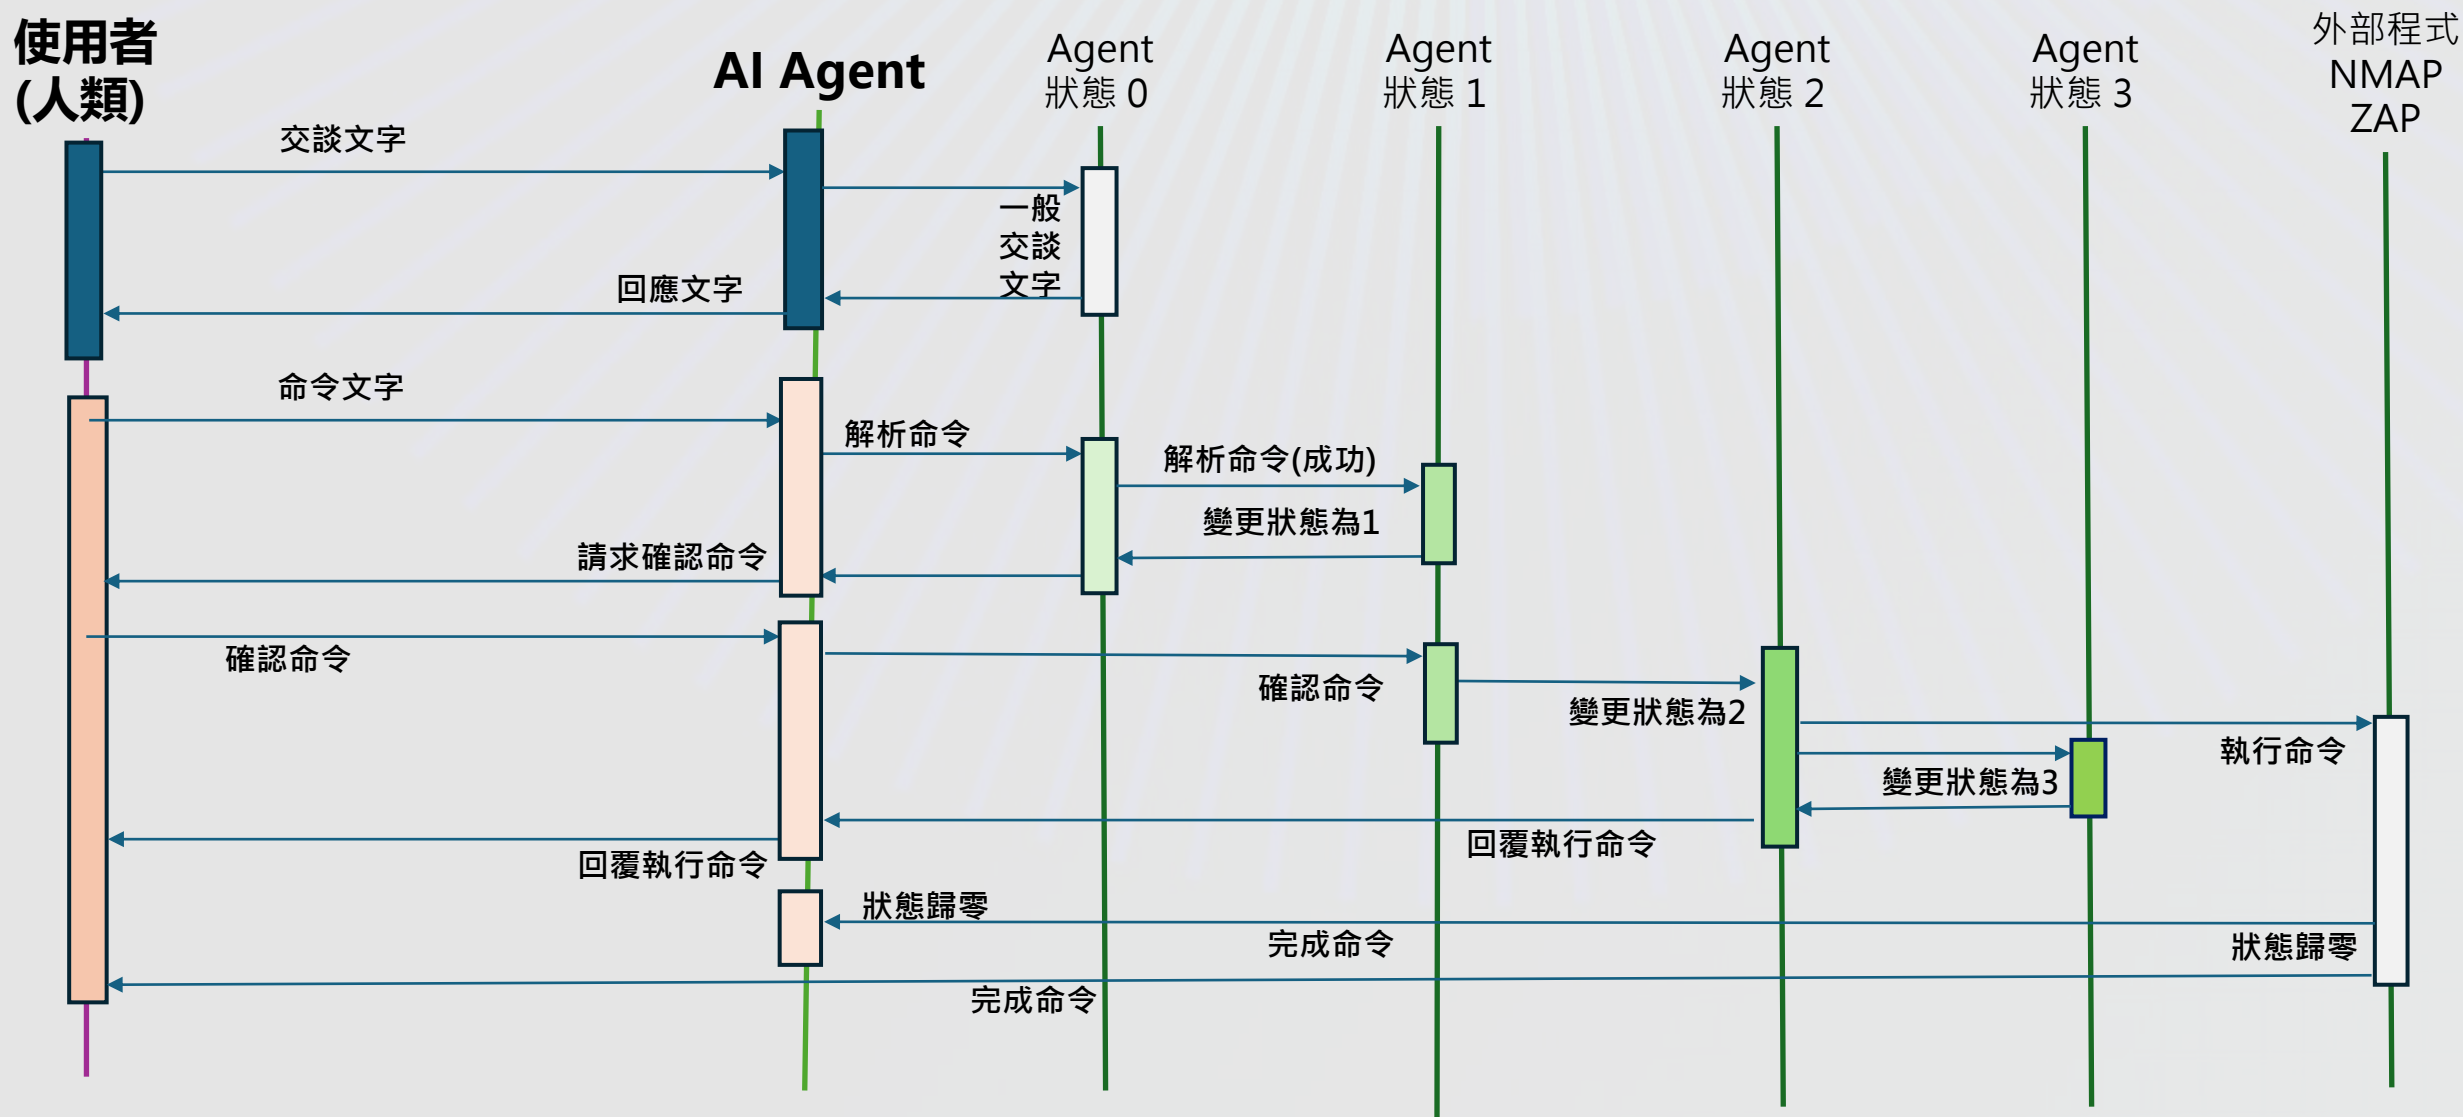 使用者
(人類)
AI Agent
Agent
狀態 0
Agent
狀態 1
Agent
狀態 2
Agent
狀態 3
外部程式
NMAP
ZAP
交談文字
一般
交談
文字
回應文字
命令文字
解析命令
解析命令(成功)
變更狀態為1
請求確認命令
確認命令
確認命令
變更狀態為2
執行命令
變更狀態為3
回覆執行命令
回覆執行命令
狀態歸零
完成命令
狀態歸零
完成命令